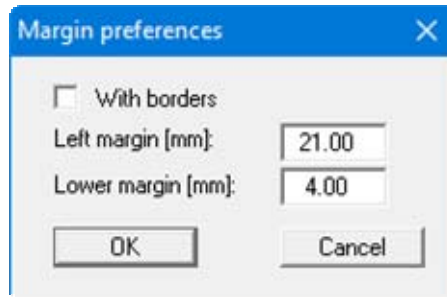 Margin preferences
With borders
Left margin [mm]: 21.00
Lower margin [mm]: 4.00
OK Cancel